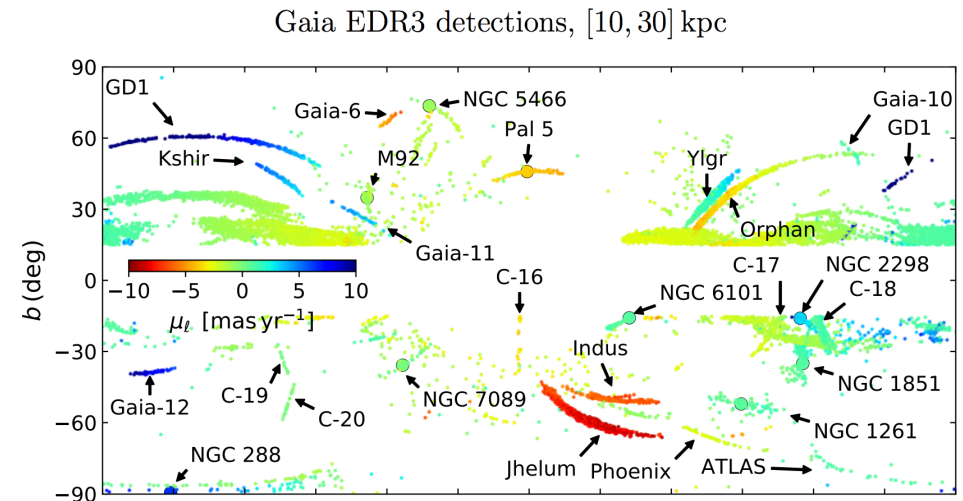 Gaia EDR3 detections, [10, 30] kpc
90
GD1
Gaia-6
NGC 5466
Gaia-10
Pal 5
GD1
60
Kshir
M92
Ylgr
30
Orphan
Gaia-11
b (deg)
0
C-16
C-17
NGC 2298
−10 −5 0 5 10
NGC 6101
C-18
μℓ [mas yr⁻¹]
−30
Indus
C-19
NGC 7089
NGC 1851
Gaia-12
C-20
−60
NGC 1261
NGC 288
Jhelum
Phoenix
ATLAS
−90